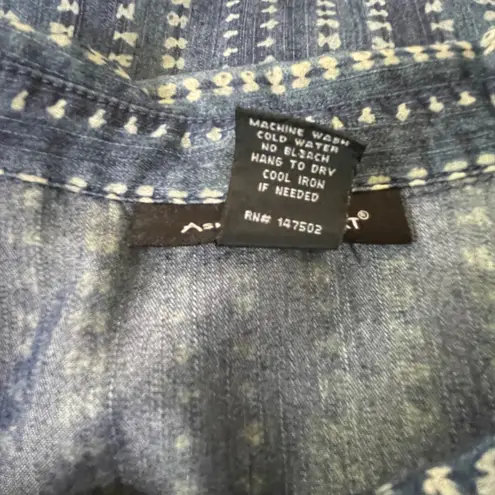 MACHINE WASH
COLD WATER
NO BLEACH
HANG TO DRY
COOL IRON
IF NEEDED
RN# 147502